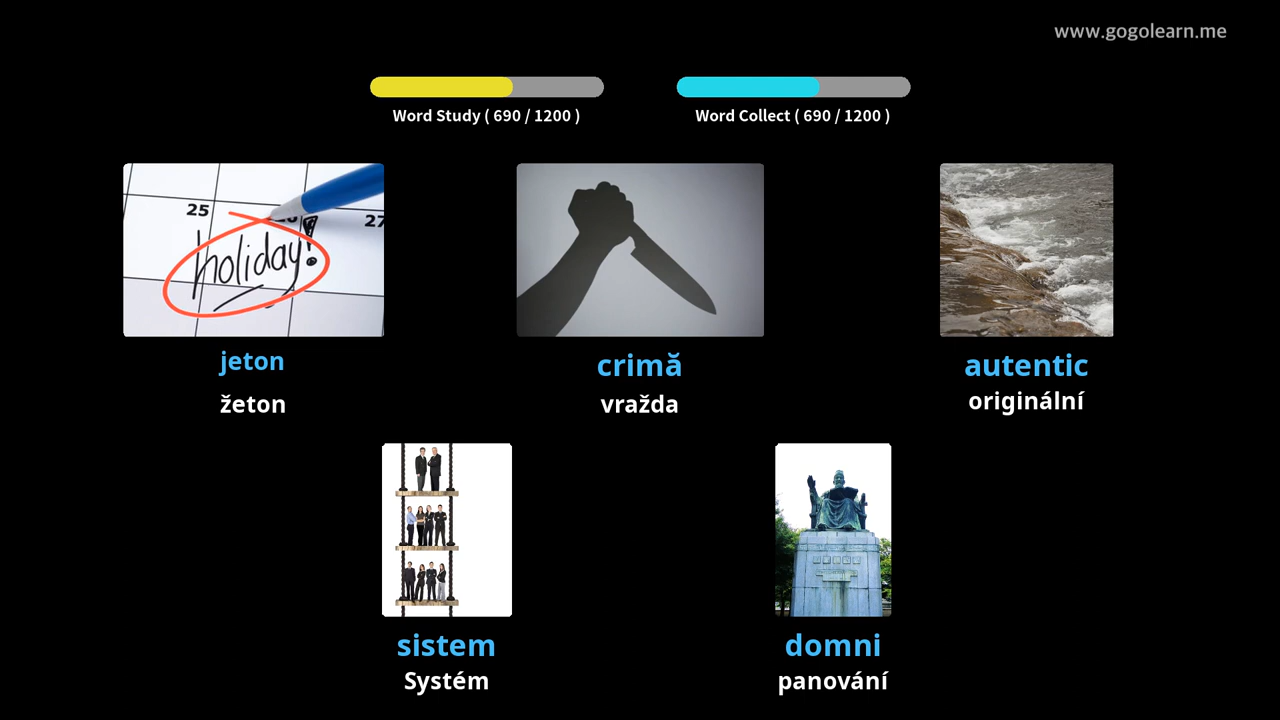 www.gogolearn.me
Word Study ( 690 / 1200 )
Word Collect ( 690 / 1200 )
25
27
holiday!
jeton
žeton
crimă
vražda
autentic
originální
sistem
Systém
domni
panování